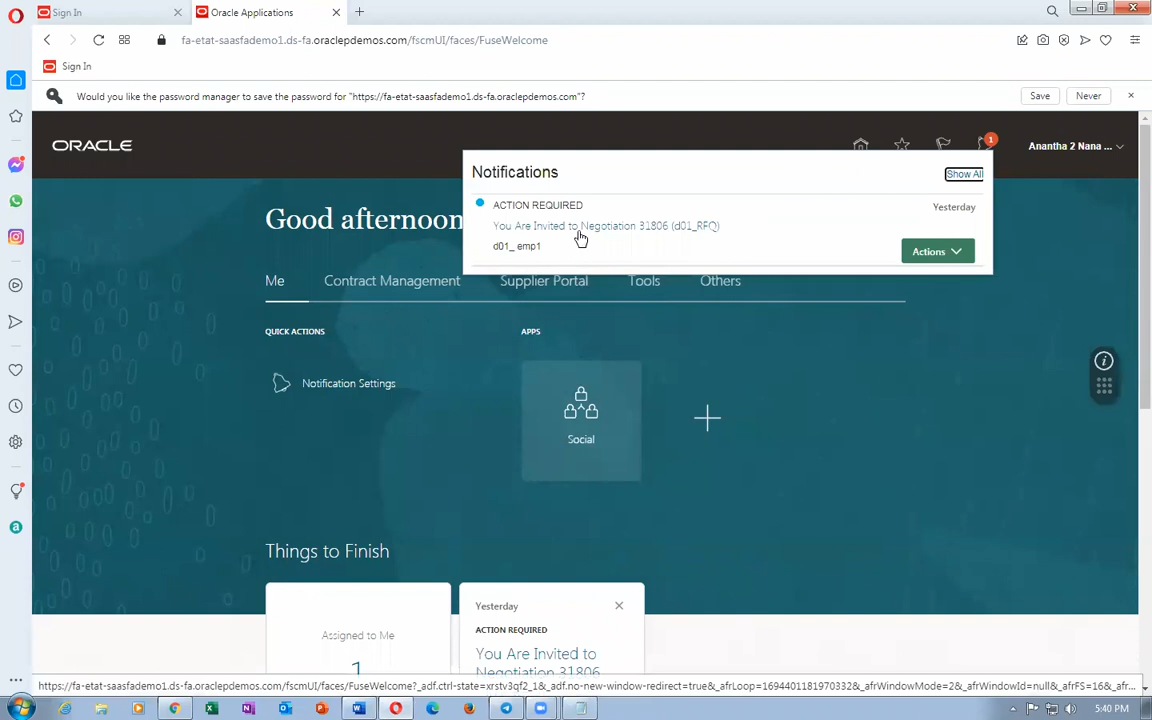 Sign In
Oracle Applications
fa-etat-saasfademo1.ds-fa.oraclepdemos.com/fscmUI/faces/FuseWelcome
Sign In
Would you like the password manager to save the password for "https://fa-etat-saasfademo1.ds-fa.oraclepdemos.com"?
Save
Never
ORACLE
1
Anantha 2 Nana ...
Notifications
Show All
ACTION REQUIRED
Yesterday
You Are Invited to Negotiation 31806 (d01_RFQ)
d01_ emp1
Actions
Good afternoon
Me
Contract Management
Supplier Portal
Tools
Others
QUICK ACTIONS
APPS
Notification Settings
Social
Things to Finish
Assigned to Me
1
Yesterday
ACTION REQUIRED
You Are Invited to
Negotiation 31806
https://fa-etat-saasfademo1.ds-fa.oraclepdemos.com/fscmUI/faces/FuseWelcome?_adf.ctrl-state=xrstv3qf2_1&_adf.no-new-window-redirect=true&_afrLoop=1694401181970332&_afrWindowMode=2&_afrWindowId=null&_afrFS=16&_afr...
5:40 PM